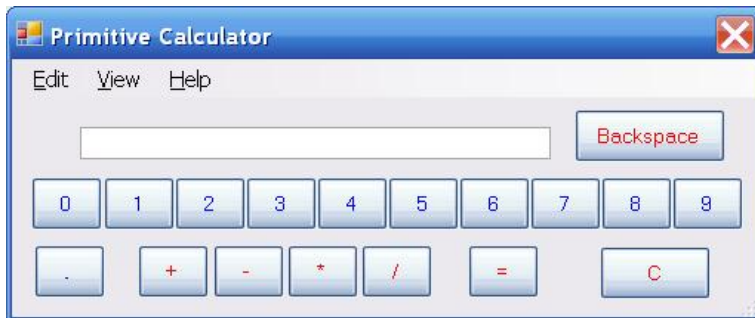 Primitive Calculator
Edit View Help
Backspace
0 1 2 3 4 5 6 7 8 9
. + - * / = C